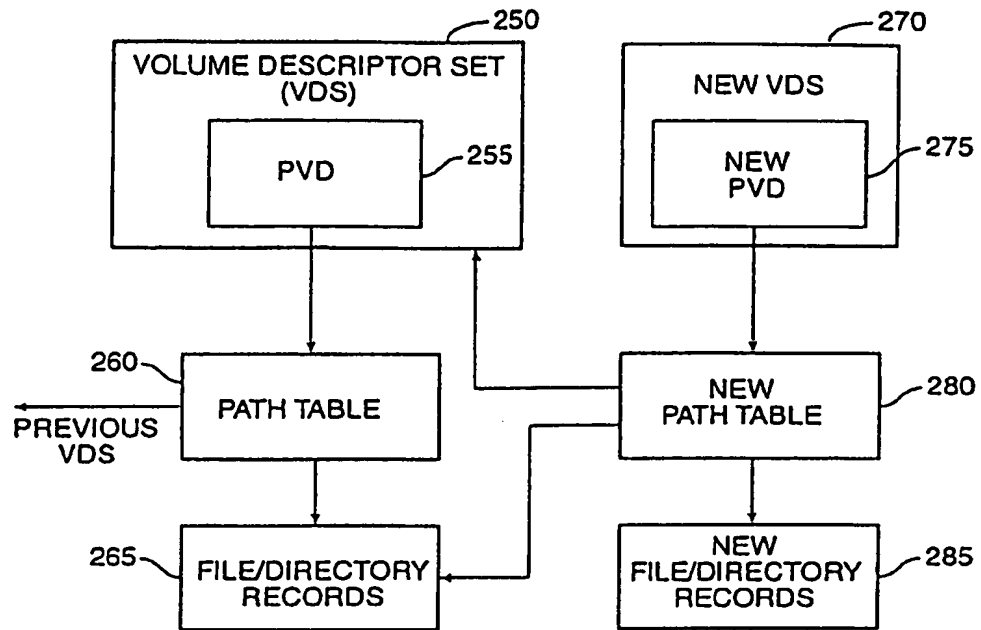 250
VOLUME DESCRIPTOR SET
(VDS)
PVD
255
270
NEW VDS
NEW
PVD
275
260
PATH TABLE
PREVIOUS
VDS
NEW
PATH TABLE
280
265
FILE/DIRECTORY
RECORDS
NEW
FILE/DIRECTORY
RECORDS
285